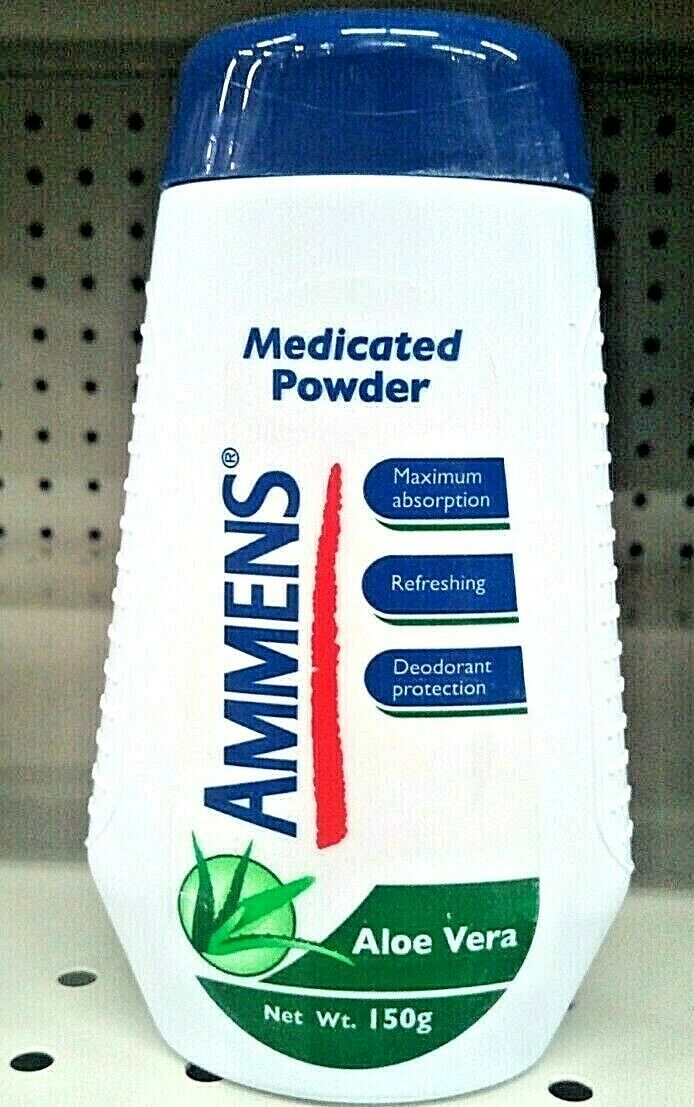 Medicated
Powder
AMMENS®
Maximum
absorption
Refreshing
Deodorant
protection
Aloe Vera
Net Wt. 150g